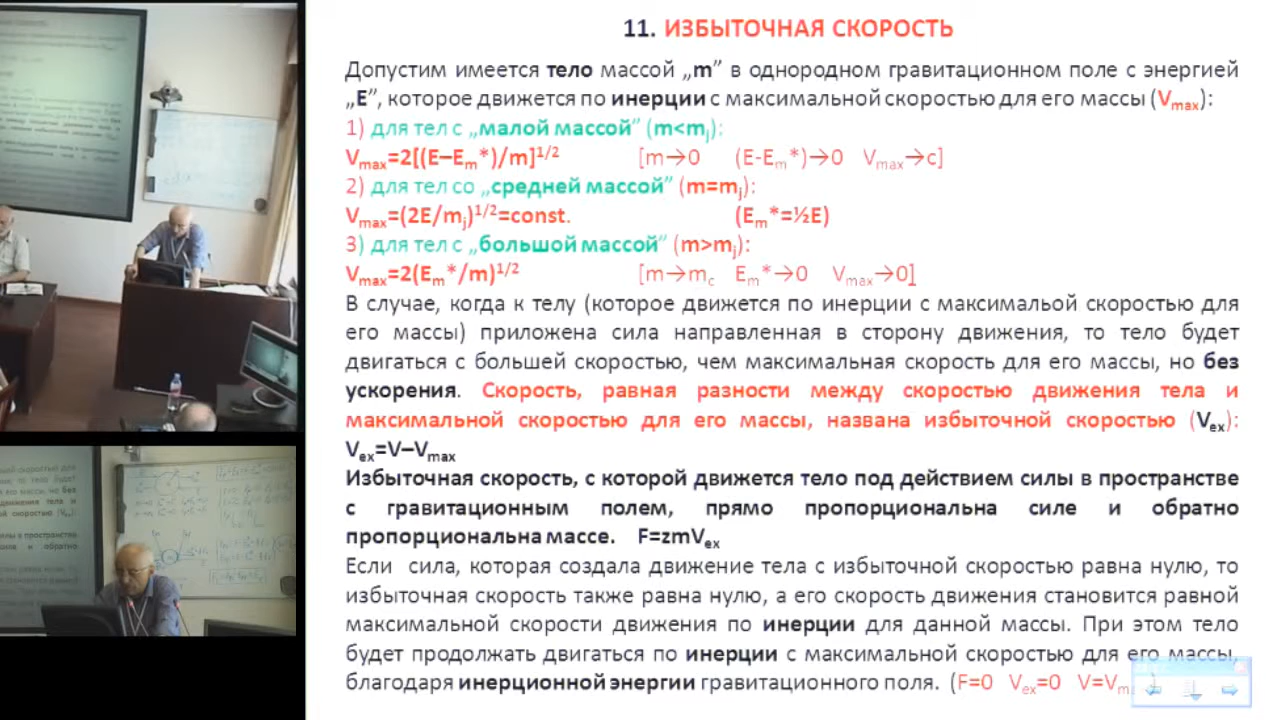 11. ИЗБЫТОЧНАЯ СКОРОСТЬ
Допустим имеется тело массой „m” в однородном гравитационном поле с энергией
„E”, которое движется по инерции с максимальной скоростью для его массы (Vmax):
1) для тел с „малой массой” (m<mj):
Vmax=2[(E–Em*)/m]1/2 [m→0 (E-Em*)→0 Vmax→c]
2) для тел со „средней массой” (m=mj):
Vmax=(2E/mj)1/2=const. (Em*=½E)
3) для тел с „большой массой” (m>mj):
Vmax=2(Em*/m)1/2 [m→mc Em*→0 Vmax→0]
В случае, когда к телу (которое движется по инерции с максимальой скоростью для
его массы) приложена сила направленная в сторону движения, то тело будет
двигаться с большей скоростью, чем максимальная скорость для его массы, но без
ускорения. Скорость, равная разности между скоростью движения тела и
максимальной скоростью для его массы, названа избыточной скоростью (Vex):
Vex=V–Vmax
Избыточная скорость, с которой движется тело под действием силы в пространстве
с гравитационным полем, прямо пропорциональна силе и обратно
пропорциональна массе. F=zmVex
Если сила, которая создала движение тела с избыточной скоростью равна нулю, то
избыточная скорость также равна нулю, а его скорость движения становится равной
максимальной скорости движения по инерции для данной массы. При этом тело
будет продолжать двигаться по инерции с максимальной скоростью для его массы,
благодаря инерционной энергии гравитационного поля. (F=0 Vex=0